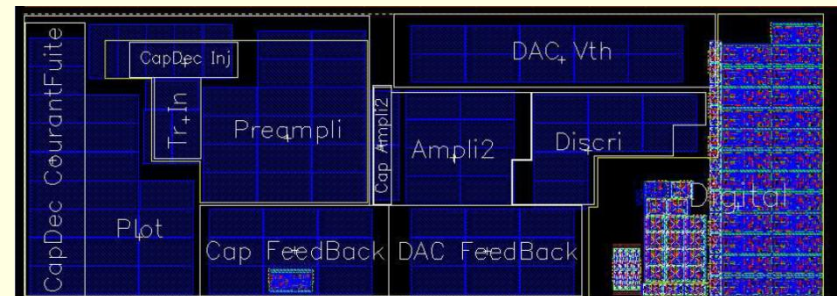 CapDec CourantFuite
CapDec Inj
Tr In
Preampli
Cap Ampli2
DAC Vth
Ampli2
Discri
Digital
Plot
Cap FeedBack
DAC FeedBack